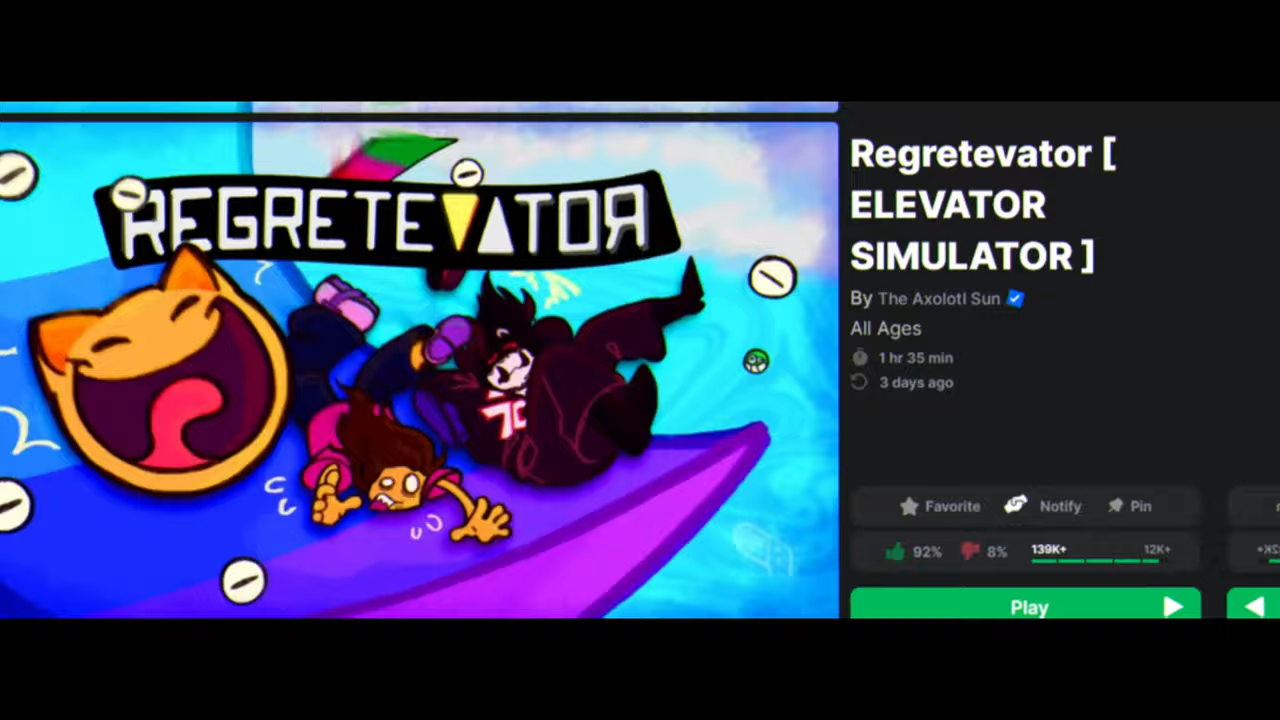 REGRETEVATOR
Regretevator [
ELEVATOR
SIMULATOR ]
By The Axolotl Sun
All Ages
1 hr 35 min
3 days ago
Favorite Notify Pin
92% 8% 139K+ 12K+
Play